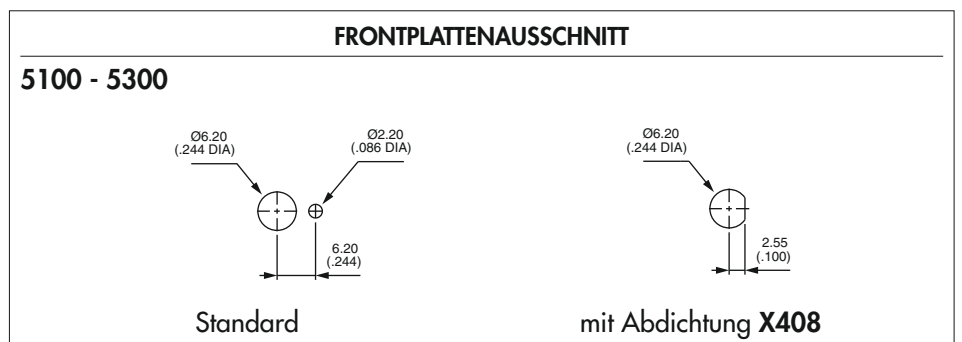 FRONTPLATTENAUSSCHNITT
5100 - 5300
Ø6.20
(.244 DIA)
Ø2.20
(.086 DIA)
6.20
(.244)
Standard
Ø6.20
(.244 DIA)
2.55
(.100)
mit Abdichtung X408